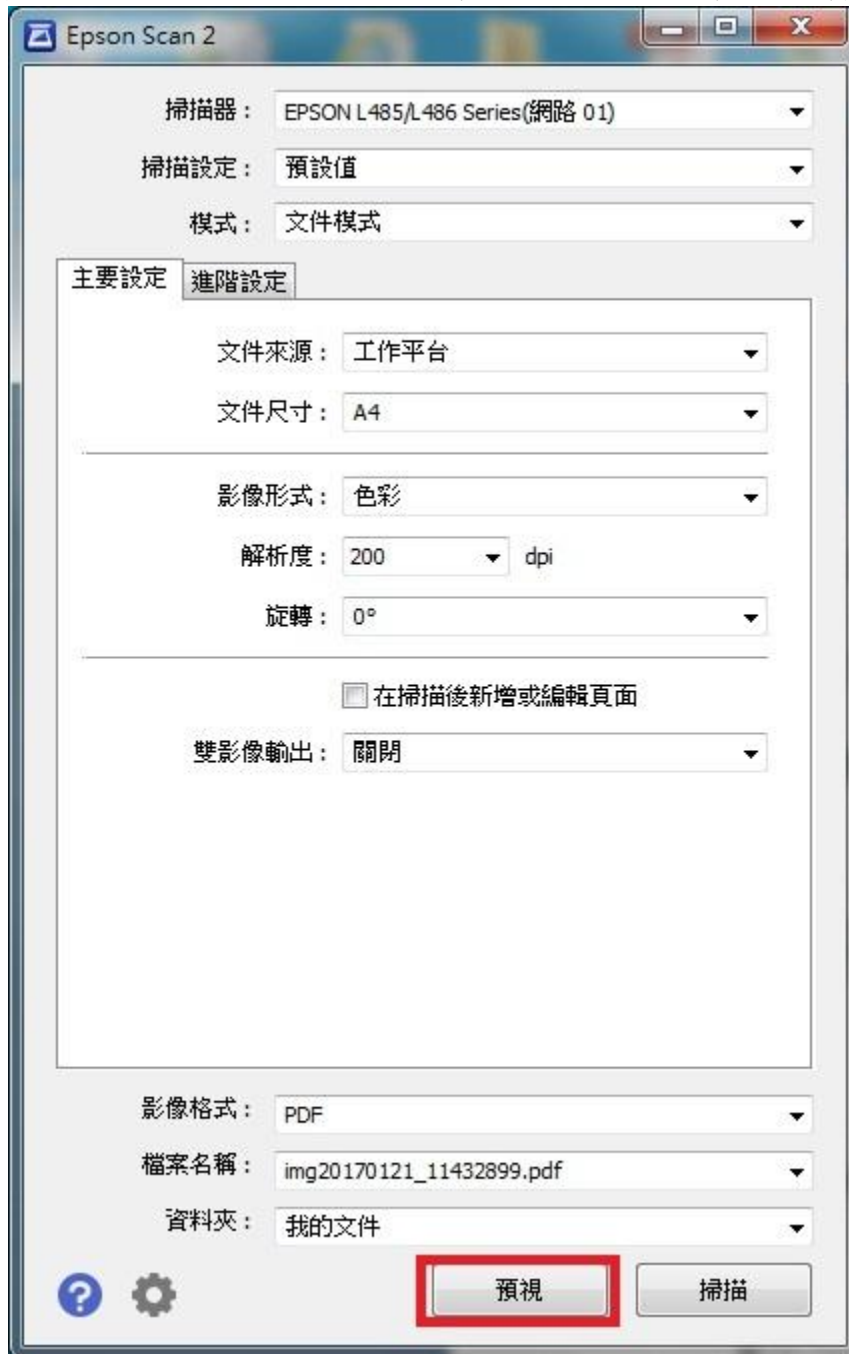 Epson Scan 2
掃描器： EPSON L485/L486 Series(網路 01)
掃描設定： 預設值
模式： 文件模式
主要設定 進階設定
文件來源： 工作平台
文件尺寸： A4
影像形式： 色彩
解析度： 200 dpi
旋轉： 0°
在掃描後新增或編輯頁面
雙影像輸出： 關閉
影像格式： PDF
檔案名稱： img20170121_11432899.pdf
資料夾： 我的文件
? 預視 掃描